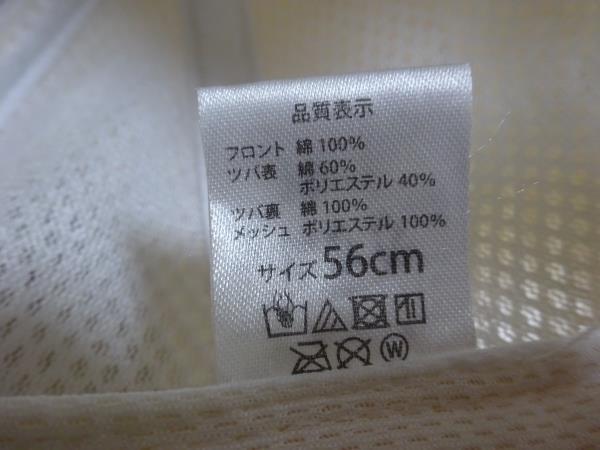 品質表示
フロント 綿 100%
ツバ表 綿 60%
ポリエステル 40%
ツバ裏 綿 100%
メッシュ ポリエステル 100%
サイズ 56cm
W